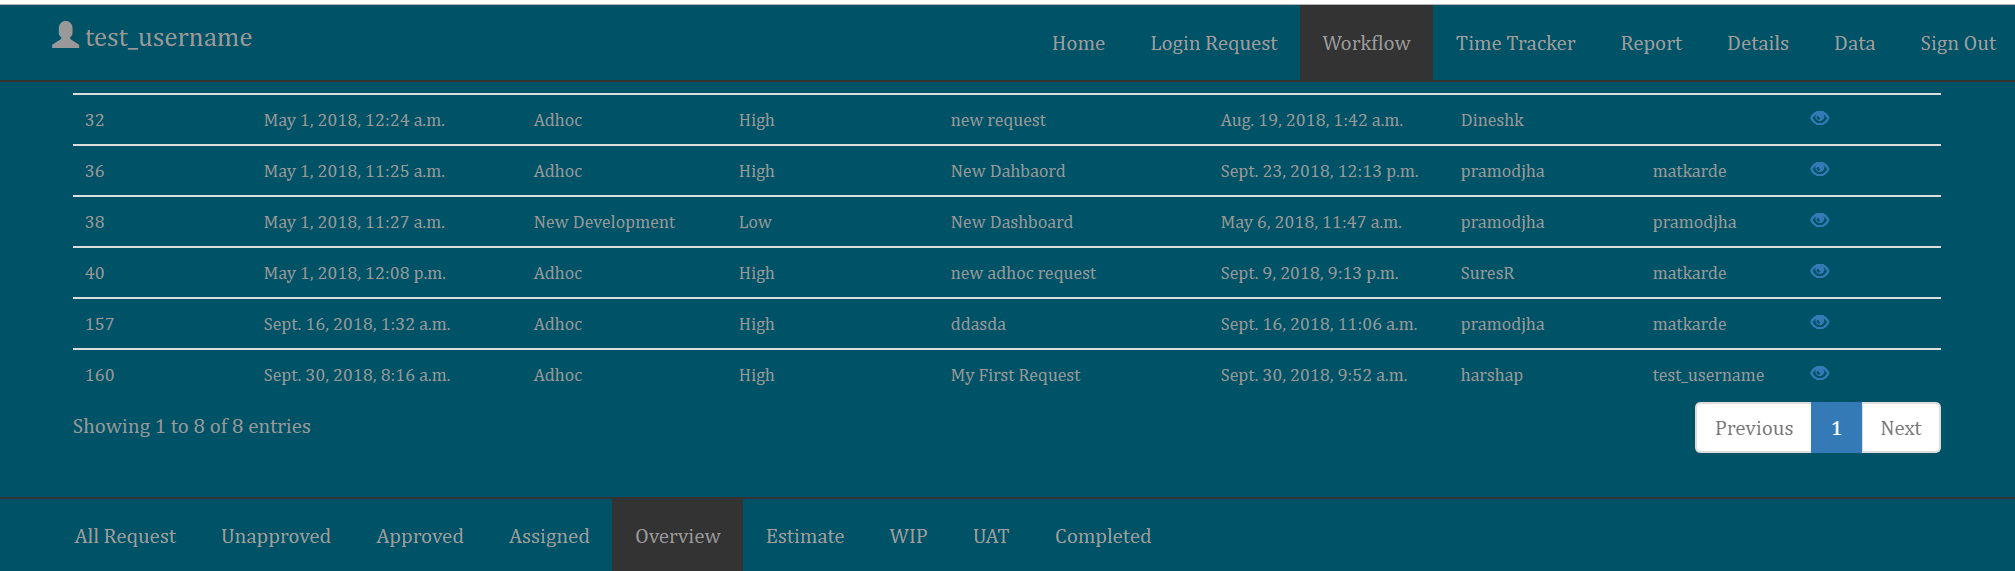 test_username Home Login Request Workflow Time Tracker Report Details Data Sign Out
32 May 1, 2018, 12:24 a.m. Adhoc High new request Aug. 19, 2018, 1:42 a.m. Dineshk
36 May 1, 2018, 11:25 a.m. Adhoc High New Dahbaord Sept. 23, 2018, 12:13 p.m. pramodjha matkarde
38 May 1, 2018, 11:27 a.m. New Development Low New Dashboard May 6, 2018, 11:47 a.m. pramodjha pramodjha
40 May 1, 2018, 12:08 p.m. Adhoc High new adhoc request Sept. 9, 2018, 9:13 p.m. SuresR matkarde
157 Sept. 16, 2018, 1:32 a.m. Adhoc High ddasda Sept. 16, 2018, 11:06 a.m. pramodjha matkarde
160 Sept. 30, 2018, 8:16 a.m. Adhoc High My First Request Sept. 30, 2018, 9:52 a.m. harshap test_username
Showing 1 to 8 of 8 entries Previous 1 Next
All Request Unapproved Approved Assigned Overview Estimate WIP UAT Completed